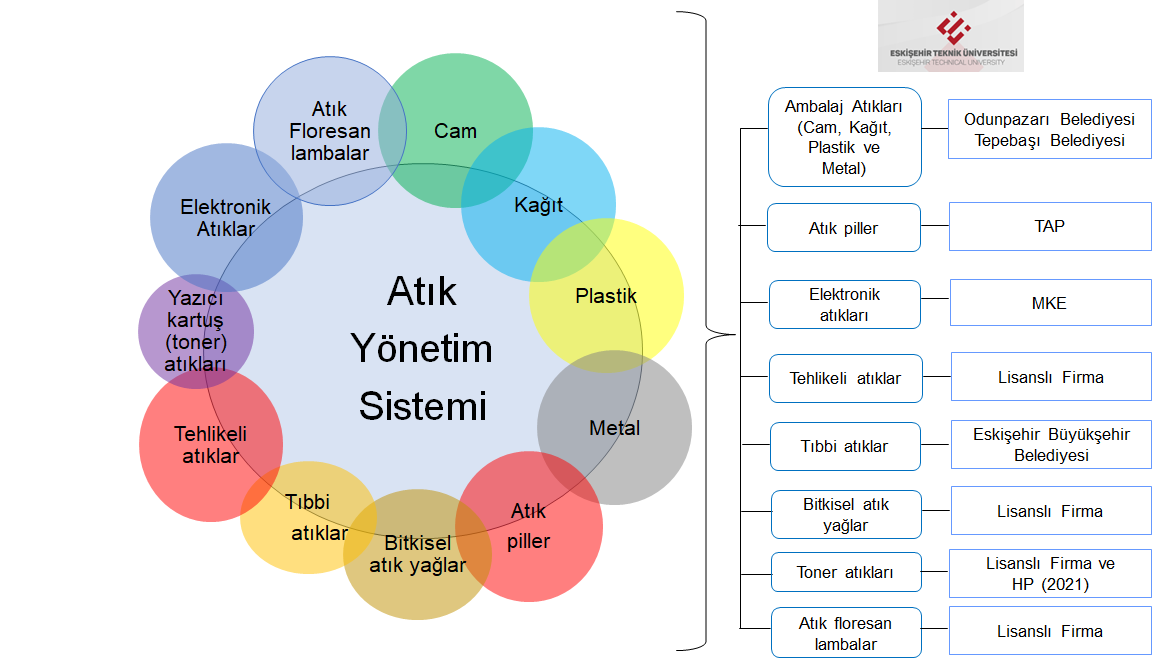 ESKİŞEHİR TEKNİK ÜNİVERSİTESİ
ESKİŞEHİR TECHNICAL UNIVERSITY
Atık
Floresan
lambalar
Cam
Kağıt
Plastik
Metal
Atık
piller
Bitkisel
atık yağlar
Tıbbi
atıklar
Tehlikeli
atıklar
Yazıcı
kartuş
(toner)
atıkları
Elektronik
Atıklar
Atık
Yönetim
Sistemi
Ambalaj Atıkları
(Cam, Kağıt,
Plastik ve
Metal)
Odunpazarı Belediyesi
Tepebaşı Belediyesi
Atık piller
TAP
Elektronik
atıkları
MKE
Tehlikeli atıklar
Lisanslı Firma
Tıbbi atıklar
Eskişehir Büyükşehir
Belediyesi
Bitkisel atık
yağlar
Lisanslı Firma
Toner atıkları
Lisanslı Firma ve
HP (2021)
Atık floresan
lambalar
Lisanslı Firma